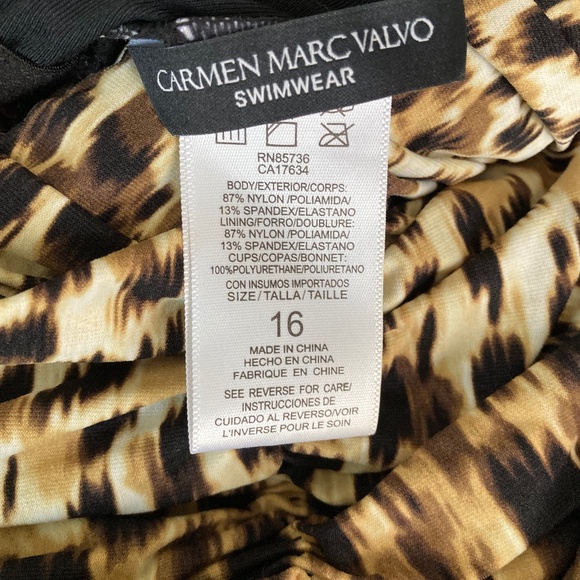 CARMEN MARC VALVO
SWIMWEAR
RN85736
CA17634
BODY/EXTERIOR/CORPS:
87% NYLON /POLIAMIDA/
13% SPANDEX/ELASTANO
LINING/FORRO/DOUBLURE:
87% NYLON /POLIAMIDA/
13% SPANDEX/ELASTANO
CUPS/COPAS/BONNET:
100%POLYURETHANE/POLIURETANO
CON INSUMOS IMPORTADOS
SIZE/TALLA/TAILLE
16
MADE IN CHINA
HECHO EN CHINA
FABRIQUE EN CHINE
SEE REVERSE FOR CARE/
INSTRUCCIONES DE
CUIDADO AL REVERSO/VOIR
L'INVERSE POUR LE SOIN